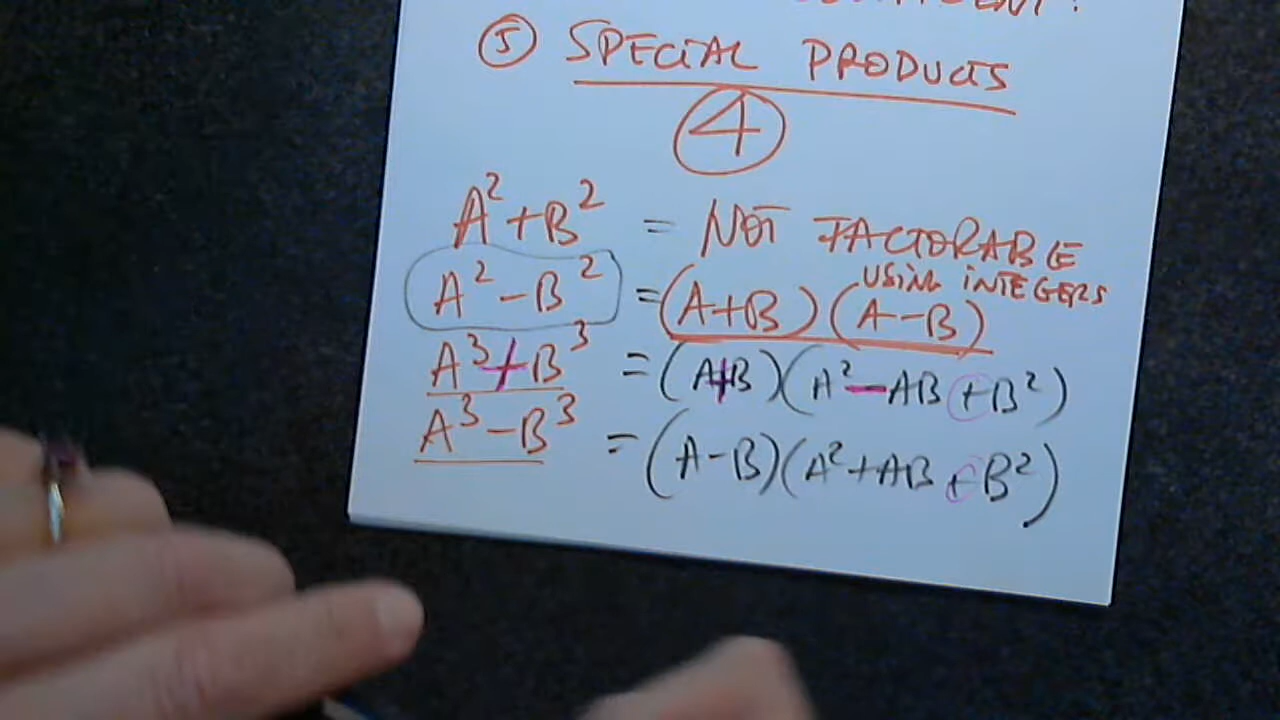 ⑤ SPECIAL PRODUCTS
④
A² + B² = NOT FACTORABLE
USING INTEGERS
A² - B² = (A+B)(A-B)
A³ + B³ = (A+B)(A² - AB + B²)
A³ - B³ = (A-B)(A² + AB + B²)